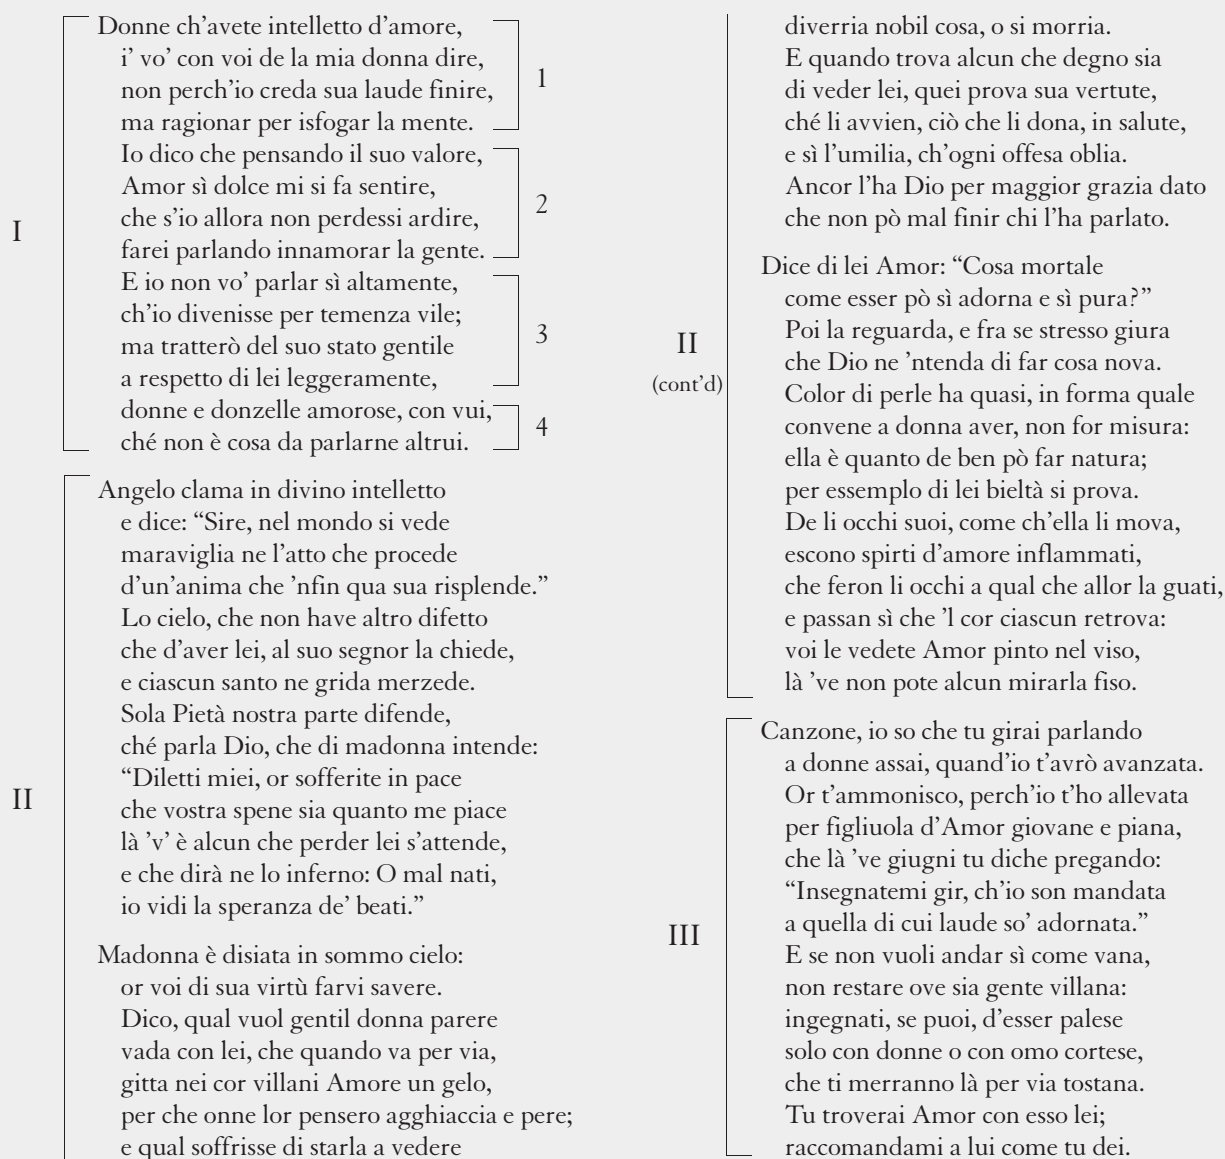 Donne ch'avete intelletto d'amore,
i' vo' con voi de la mia donna dire,
non perch'io creda sua laude finire,
ma ragionar per isfogar la mente.
1
Io dico che pensando il suo valore,
Amor sì dolce mi si fa sentire,
che s'io allora non perdessi ardire,
farei parlando innamorar la gente.
2
I
E io non vo' parlar sì altamente,
ch'io divenisse per temenza vile;
ma tratterò del suo stato gentile
a respetto di lei leggeramente,
3
donne e donzelle amorose, con vui,
ché non è cosa da parlarne altrui.
4
Angelo clama in divino intelletto
e dice: “Sire, nel mondo si vede
maraviglia ne l'atto che procede
d'un'anima che 'nfin qua sua risplende.”
Lo cielo, che non have altro difetto
che d'aver lei, al suo segnor la chiede,
e ciascun santo ne grida merzede.
Sola Pietà nostra parte difende,
ché parla Dio, che di madonna intende:
“Diletti miei, or sofferite in pace
che vostra spene sia quanto me piace
II
là 'v' è alcun che perder lei s'attende,
e che dirà ne lo inferno: O mal nati,
io vidi la speranza de' beati.”
Madonna è disiata in sommo cielo:
or voi di sua virtù farvi savere.
Dico, qual vuol gentil donna parere
vada con lei, che quando va per via,
gitta nei cor villani Amore un gelo,
per che onne lor pensero agghiaccia e pere;
e qual soffrisse di starla a vedere
diverria nobil cosa, o si morria.
E quando trova alcun che degno sia
di veder lei, quei prova sua vertute,
ché li avvien, ciò che li dona, in salute,
e sì l'umilia, ch'ogni offesa oblia.
Ancor l'ha Dio per maggior grazia dato
che non pò mal finir chi l'ha parlato.
Dice di lei Amor: “Cosa mortale
come esser pò sì adorna e sì pura?”
Poi la reguarda, e fra se stresso giura
che Dio ne 'ntenda di far cosa nova.
II
(cont'd)
Color di perle ha quasi, in forma quale
convene a donna aver, non for misura:
ella è quanto de ben pò far natura;
per essemplo di lei bieltà si prova.
De li occhi suoi, come ch'ella li mova,
escono spirti d'amore inflammati,
che feron li occhi a qual che allor la guati,
e passan sì che 'l cor ciascun retrova:
voi le vedete Amor pinto nel viso,
là 've non pote alcun mirarla fiso.
Canzone, io so che tu girai parlando
a donne assai, quand'io t'avrò avanzata.
Or t'ammonisco, perch'io t'ho allevata
per figliuola d'Amor giovane e piana,
che là 've giugni tu diche pregando:
“Insegnatemi gir, ch'io son mandata
a quella di cui laude so' adornata.”
III
E se non vuoli andar sì come vana,
non restare ove sia gente villana:
ingegnati, se puoi, d'esser palese
solo con donne o con omo cortese,
che ti merranno là per via tostana.
Tu troverai Amor con esso lei;
raccomandami a lui come tu dei.